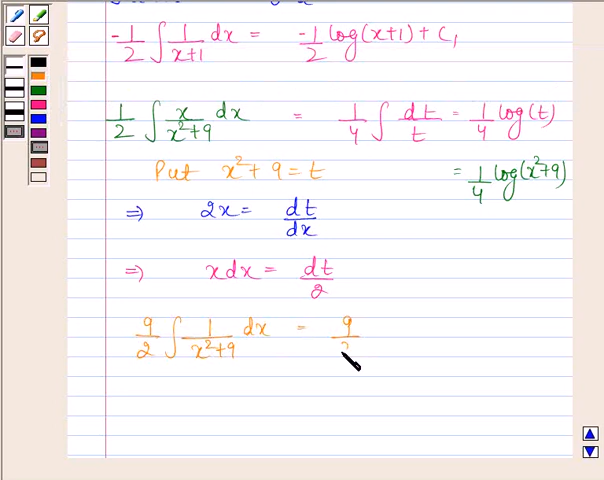 -1/2 ∫ 1/(x+1) dx = -1/2 log(x+1) + C₁
1/2 ∫ x/(x²+9) dx = 1/4 ∫ dt/t = 1/4 log(t)
Put x²+9 = t = 1/4 log(x²+9)
⇒ 2x = dt/dx
⇒ xdx = dt/2
9/2 ∫ 1/(x²+9) dx = 9